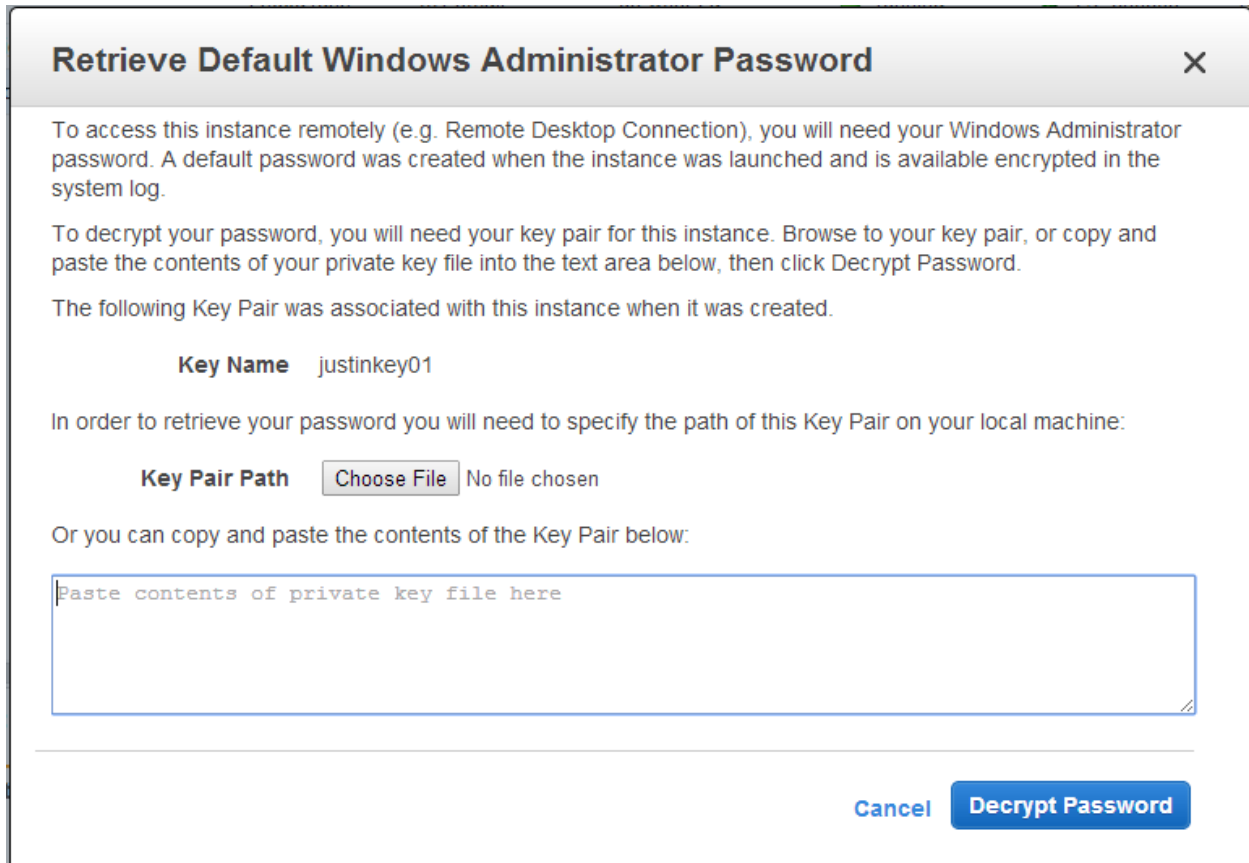 Retrieve Default Windows Administrator Password
To access this instance remotely (e.g. Remote Desktop Connection), you will need your Windows Administrator
password. A default password was created when the instance was launched and is available encrypted in the
system log.
To decrypt your password, you will need your key pair for this instance. Browse to your key pair, or copy and
paste the contents of your private key file into the text area below, then click Decrypt Password.
The following Key Pair was associated with this instance when it was created.
Key Name justinkey01
In order to retrieve your password you will need to specify the path of this Key Pair on your local machine:
Key Pair Path Choose File No file chosen
Or you can copy and paste the contents of the Key Pair below:
Paste contents of private key file here
Cancel Decrypt Password